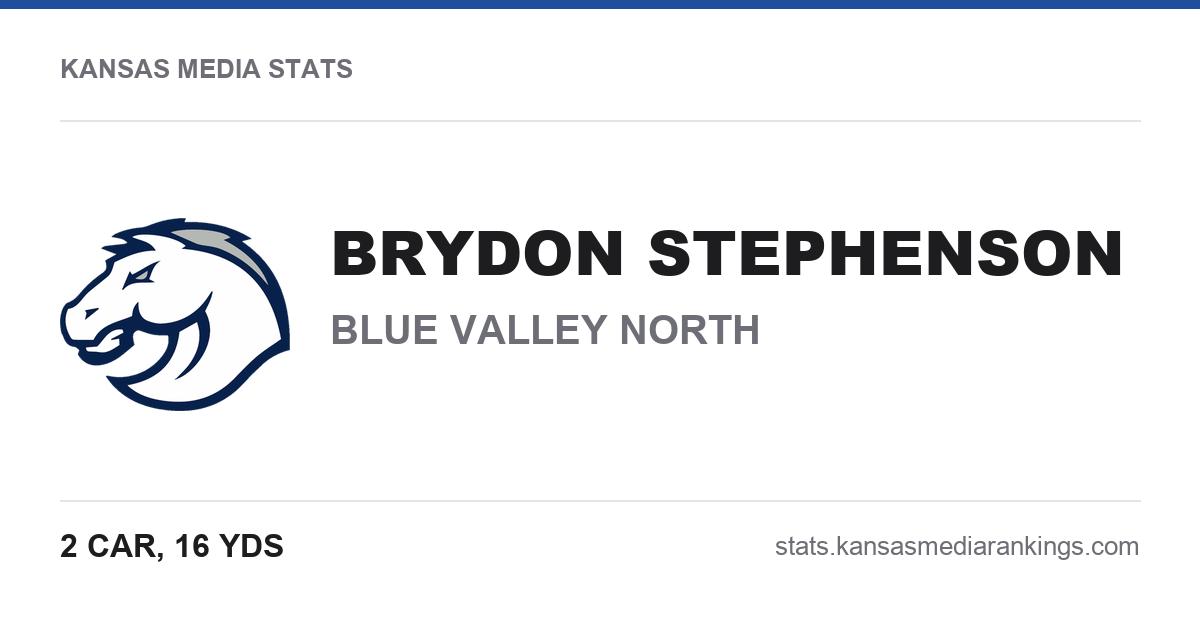 KANSAS MEDIA STATS
BRYDON STEPHENSON
BLUE VALLEY NORTH
2 CAR, 16 YDS
stats.kansasmediarankings.com